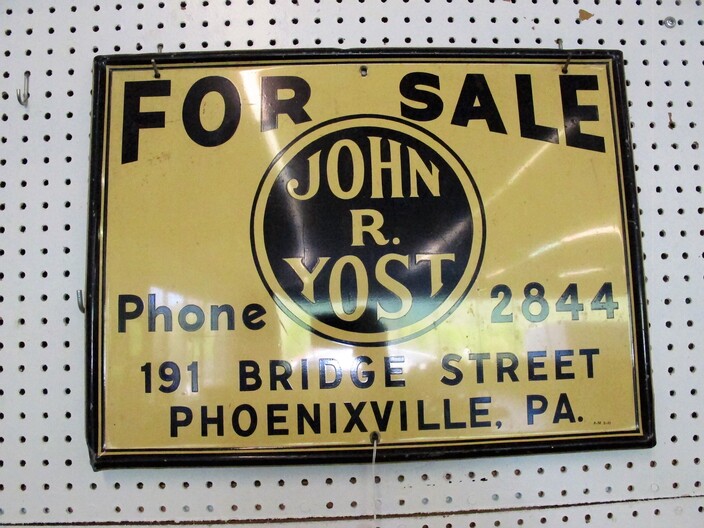 FOR SALE
JOHN
R.
YOST
Phone 2844
191 BRIDGE STREET
PHOENIXVILLE, PA.